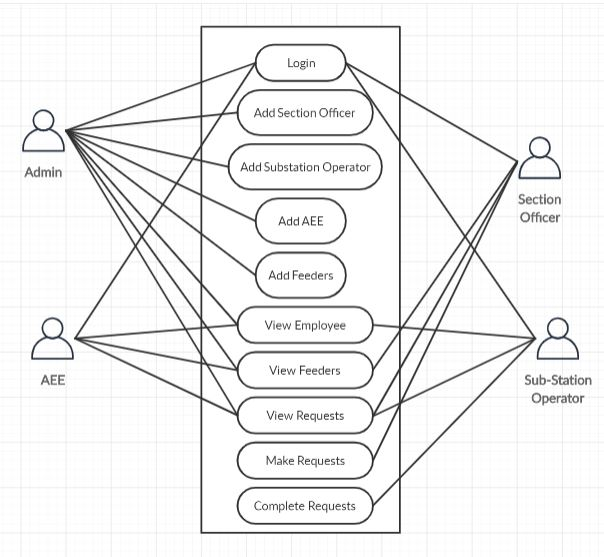 Login
Add Section Officer
Add Substation Operator
Add AEE
Add Feeders
View Employee
View Feeders
View Requests
Make Requests
Complete Requests
Admin
AEE
Section
Officer
Sub-Station
Operator